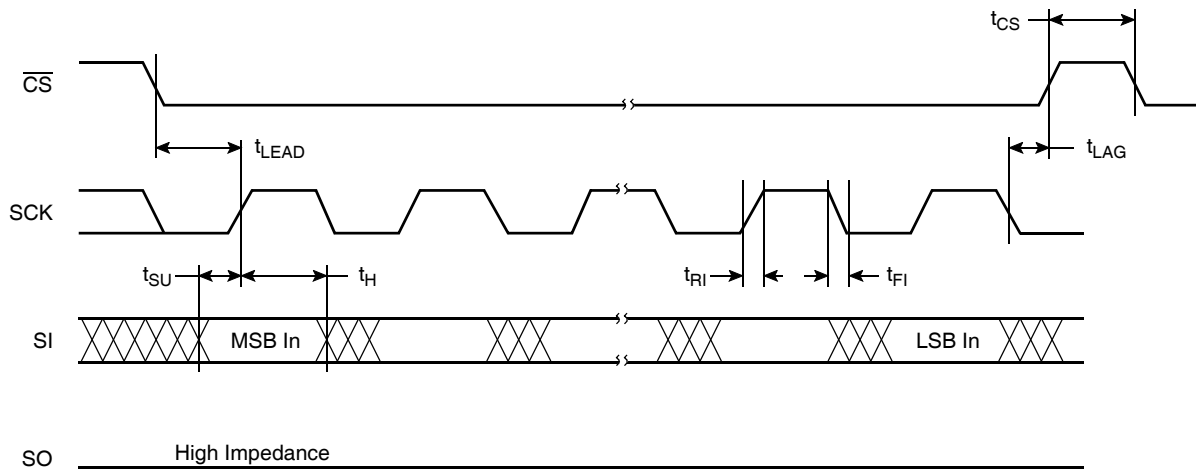 tCS
CS
tLEAD
tLAG
SCK
tSU
tH
tRI
tFI
SI
MSB In
LSB In
SO
High Impedance